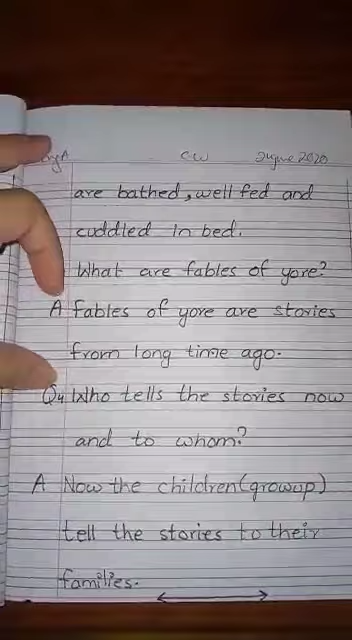 CW June 2020
are bathed, well fed and
cuddled in bed.
What are fables of yore?
A fables of yore are stories
from long time ago.
Q4 Who tells the stories now
and to whom?
A Now the children(growup)
tell the stories to their
families.